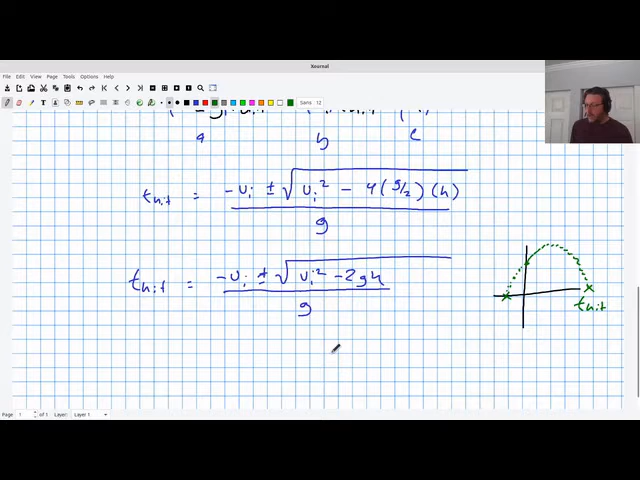 Xournal
File Edit View Page Tools Options Help
Sans 12
a b c
t_hit = -v_i ± √(v_i² - 4(g/2)(h)) / g
t_hit = -v_i ± √(v_i² - 2gh) / g
t_hit
Page 1 of 1 Layer: Layer 1